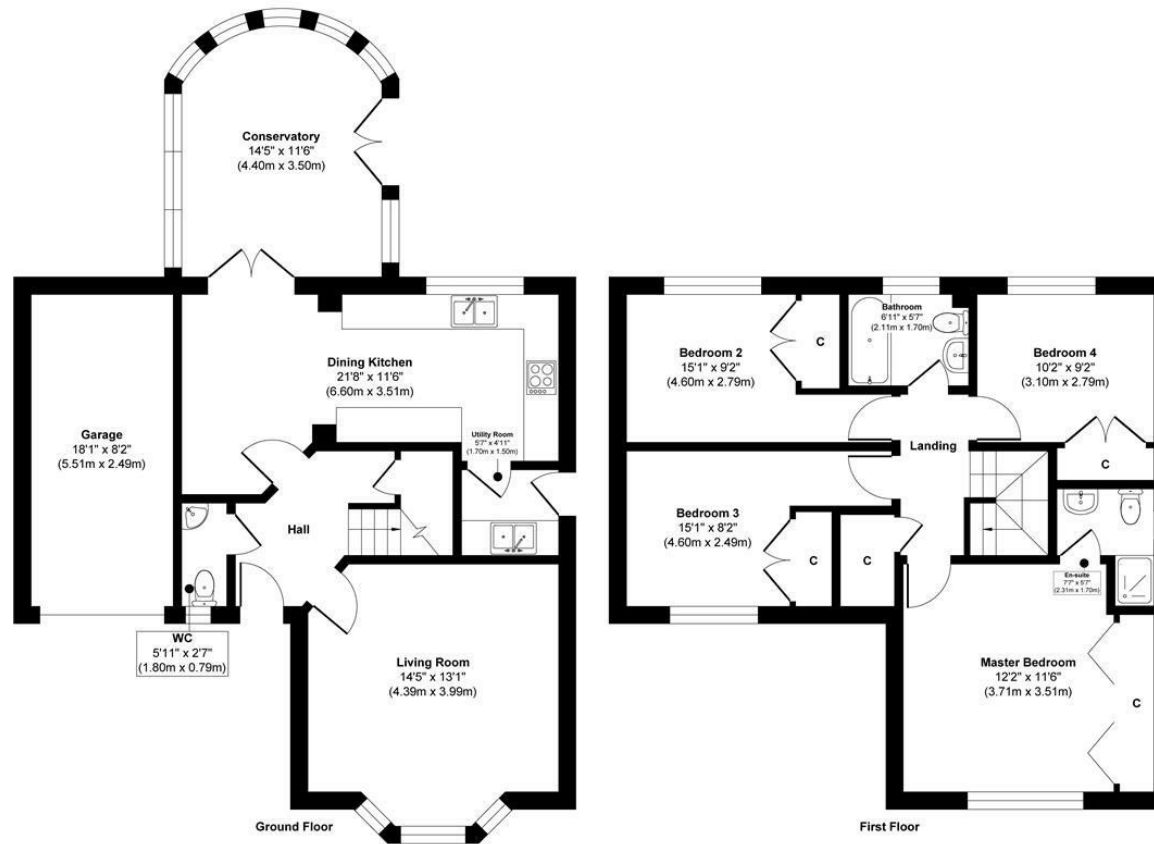 Conservatory
14'5" x 11'6"
(4.40m x 3.50m)
Dining Kitchen
21'8" x 11'6"
(6.60m x 3.51m)
Utility Room
5'7" x 4'11"
(1.70m x 1.50m)
Garage
18'1" x 8'2"
(5.51m x 2.49m)
Hall
WC
5'11" x 2'7"
(1.80m x 0.79m)
Living Room
14'5" x 13'1"
(4.39m x 3.99m)
Ground Floor
Bedroom 2
15'1" x 9'2"
(4.60m x 2.79m)
C
Bathroom
6'11" x 5'7"
(2.11m x 1.70m)
Bedroom 4
10'2" x 9'2"
(3.10m x 2.79m)
C
Landing
Bedroom 3
15'1" x 8'2"
(4.60m x 2.49m)
C
C
En-suite
7'7" x 5'7"
(2.31m x 1.70m)
Master Bedroom
12'2" x 11'6"
(3.71m x 3.51m)
C
First Floor